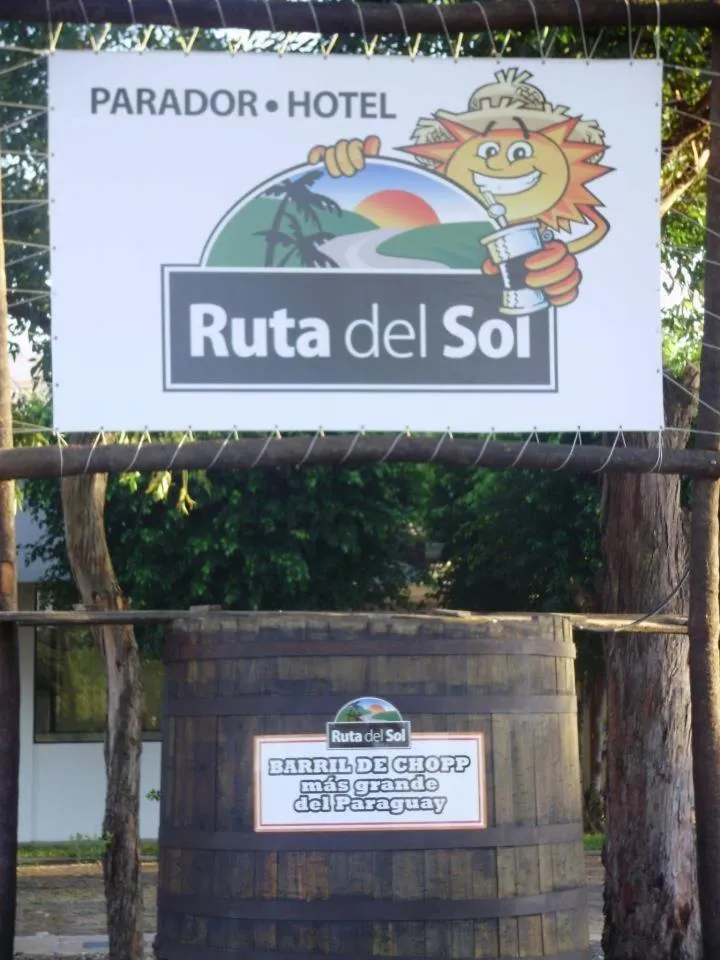 PARADOR • HOTEL
Ruta del Sol
Ruta del Sol
BARRIL DE CHOPP
más grande
del Paraguay